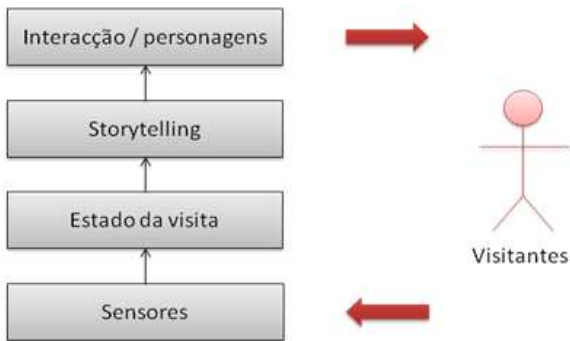 Interacção / personagens
Storytelling
Estado da visita
Visitantes
Sensores